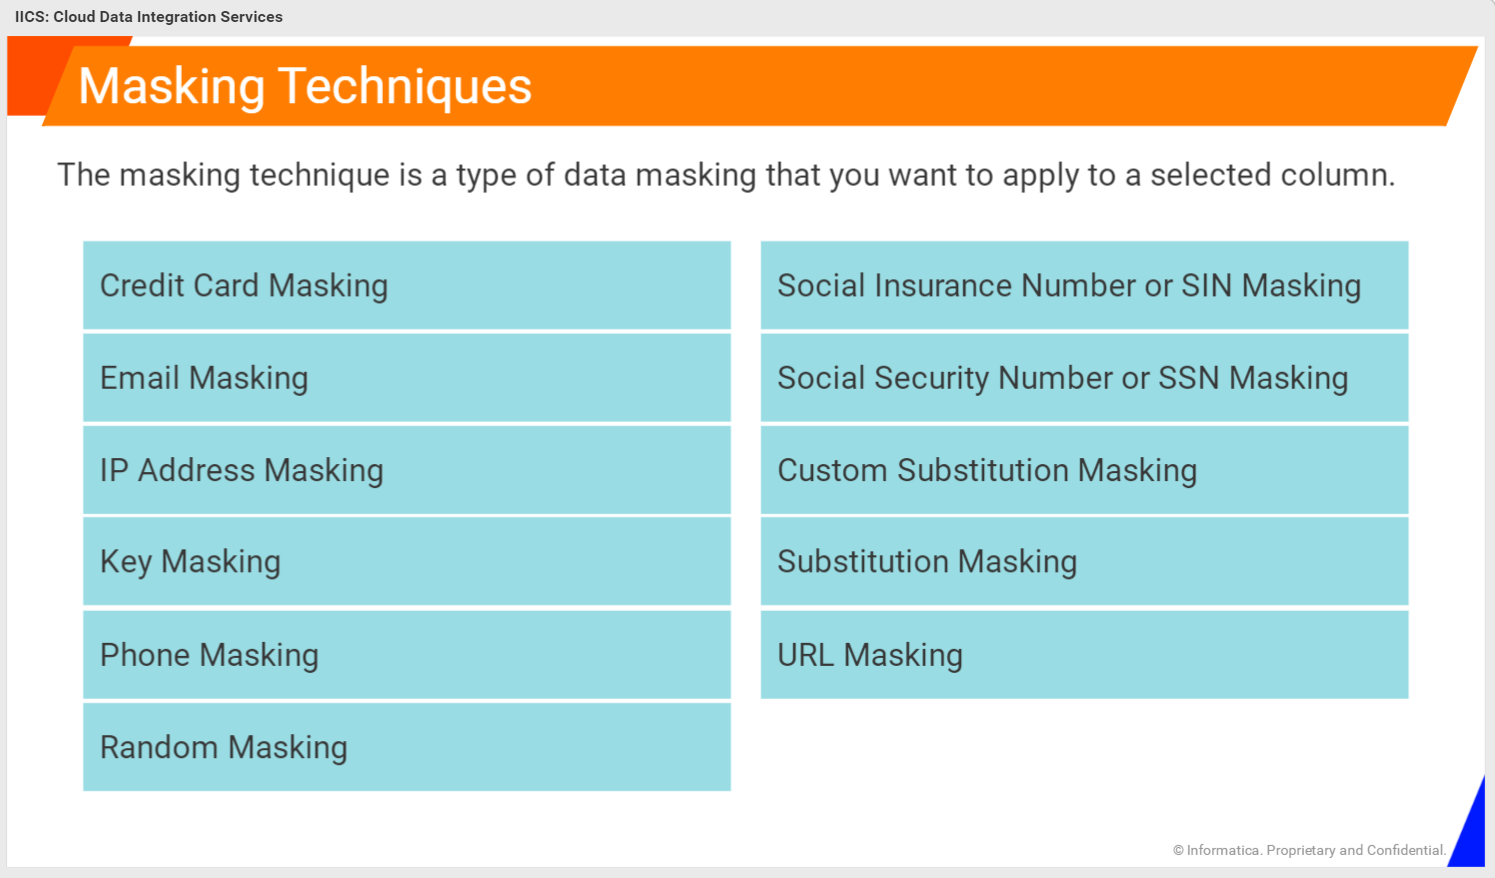 IICS: Cloud Data Integration Services
Masking Techniques
The masking technique is a type of data masking that you want to apply to a selected column.
Credit Card Masking
Email Masking
IP Address Masking
Key Masking
Phone Masking
Random Masking
Social Insurance Number or SIN Masking
Social Security Number or SSN Masking
Custom Substitution Masking
Substitution Masking
URL Masking
© Informatica. Proprietary and Confidential.